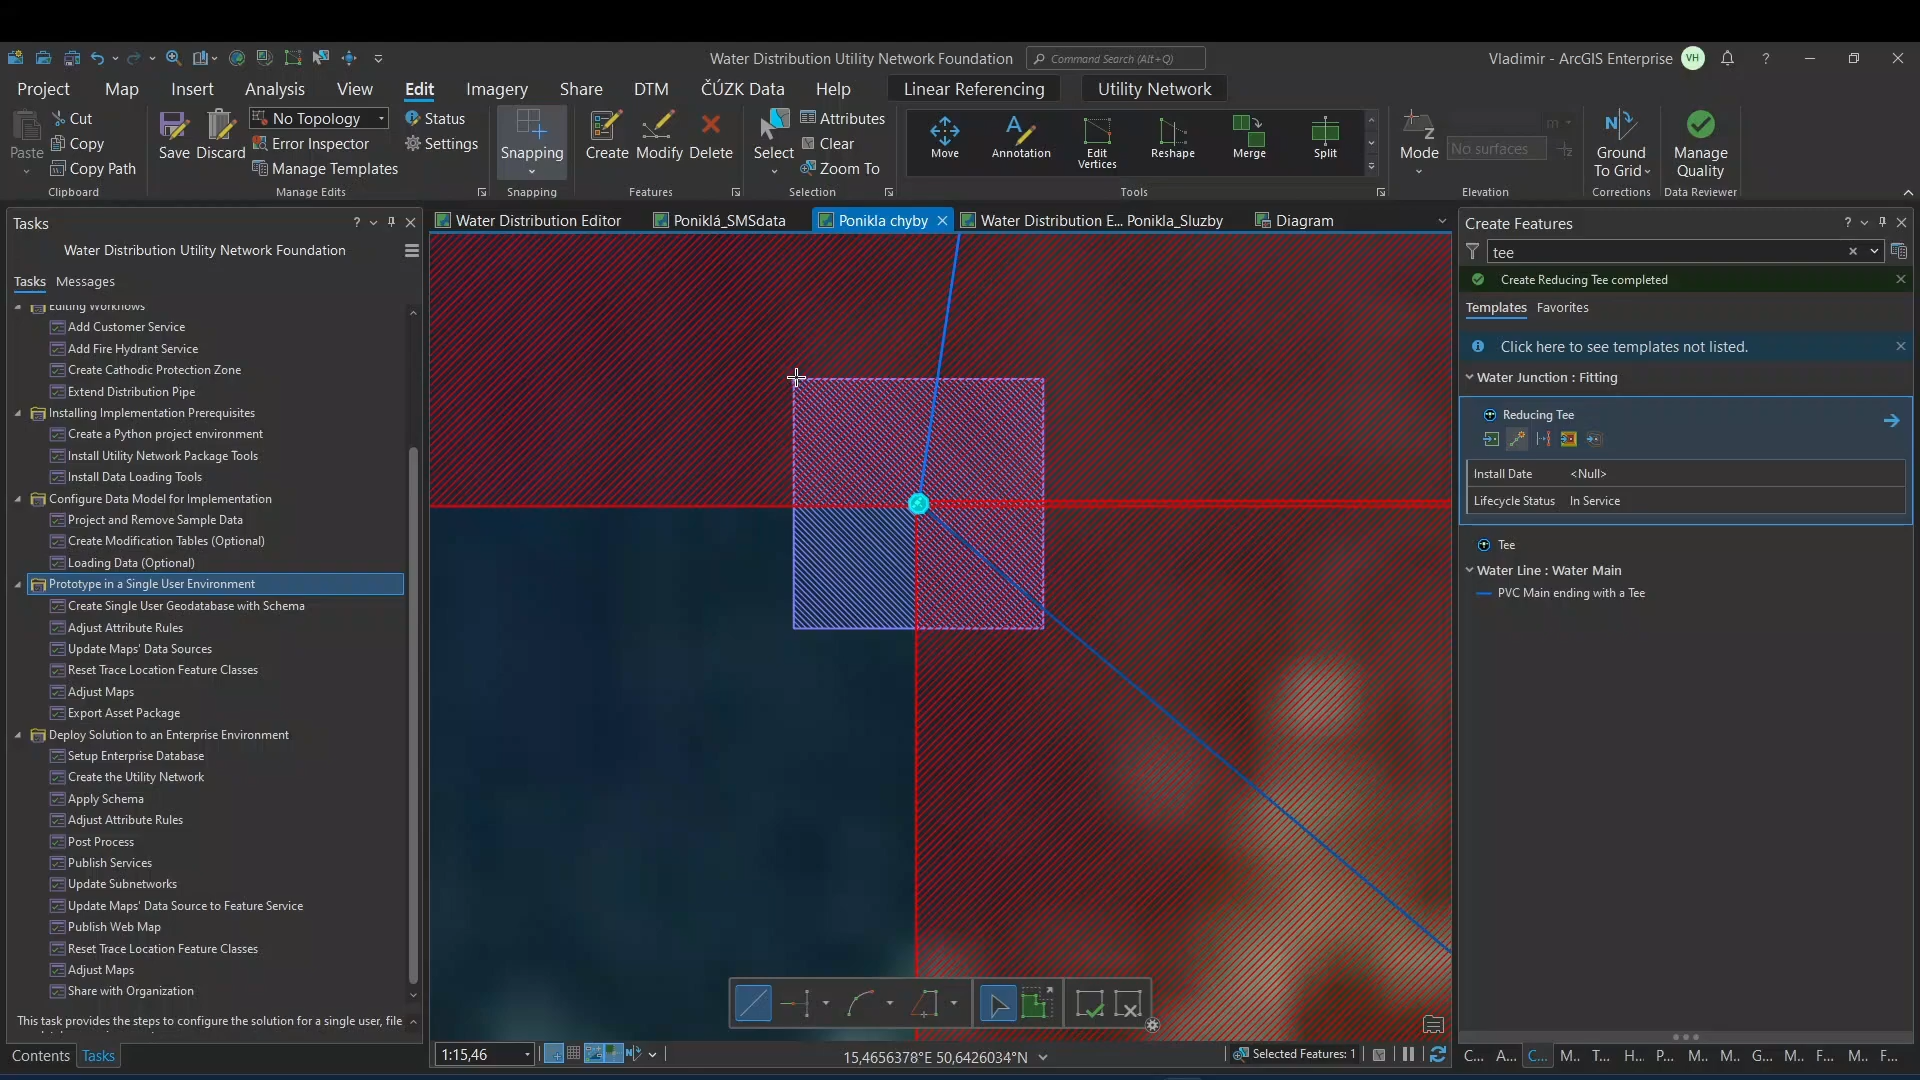 Water Distribution Utility Network Foundation
Command Search (Alt+Q)
Vladimir - ArcGIS Enterprise
VH
?
Project
Map
Insert
Analysis
View
Edit
Imagery
Share
DTM
ČÚZK Data
Help
Linear Referencing
Utility Network
Paste
Cut
Copy
Copy Path
Clipboard
Save
Discard
No Topology
Error Inspector
Manage Templates
Status
Settings
Manage Edits
Snapping
Snapping
Create
Modify
Delete
Features
Select
Attributes
Clear
Zoom To
Selection
Move
Annotation
Edit
Vertices
Reshape
Merge
Split
Tools
Mode
No surfaces
m
Elevation
Ground
To Grid
Corrections
Manage
Quality
Data Reviewer
Tasks
?
Water Distribution Utility Network Foundation
Tasks
Messages
Editing Workflows
Add Customer Service
Add Fire Hydrant Service
Create Cathodic Protection Zone
Extend Distribution Pipe
Installing Implementation Prerequisites
Create a Python project environment
Install Utility Network Package Tools
Install Data Loading Tools
Configure Data Model for Implementation
Project and Remove Sample Data
Create Modification Tables (Optional)
Loading Data (Optional)
Prototype in a Single User Environment
Create Single User Geodatabase with Schema
Adjust Attribute Rules
Update Maps' Data Sources
Reset Trace Location Feature Classes
Adjust Maps
Export Asset Package
Deploy Solution to an Enterprise Environment
Setup Enterprise Database
Create the Utility Network
Apply Schema
Adjust Attribute Rules
Post Process
Publish Services
Update Subnetworks
Update Maps' Data Source to Feature Service
Publish Web Map
Reset Trace Location Feature Classes
Adjust Maps
Share with Organization
This task provides the steps to configure the solution for a single user, file
Contents
Tasks
Water Distribution Editor
Poniklá_SMSdata
Ponikla chyby
Water Distribution E... Ponikla_Sluzby
Diagram
1:15,46
15,4656378°E 50,6426034°N
Selected Features: 1
Create Features
?
tee
Create Reducing Tee completed
Templates
Favorites
Click here to see templates not listed.
Water Junction : Fitting
Reducing Tee
Install Date
<Null>
Lifecycle Status
In Service
Tee
Water Line : Water Main
PVC Main ending with a Tee
C... A... C... M.. T... H.. P... M.. M.. G... M.. F... M.. F...